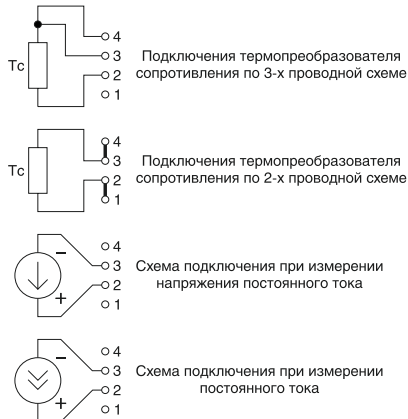 4
3
2
1
Тс
Подключения термопреобразователя
сопротивления по 3-х проводной схеме
4
3
2
1
Тс
Подключения термопреобразователя
сопротивления по 2-х проводной схеме
4
3
2
1
−
+
Схема подключения при измерении
напряжения постоянного тока
4
3
2
1
−
+
Схема подключения при измерении
постоянного тока